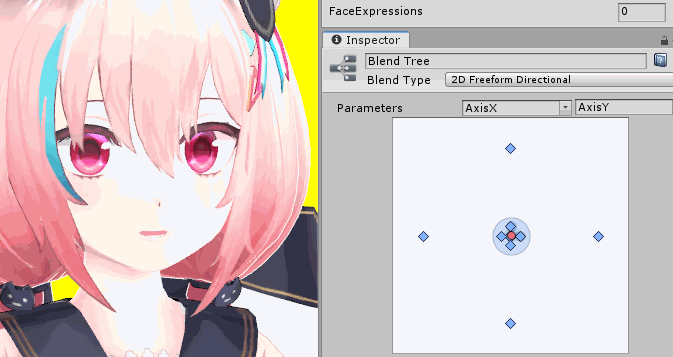 FaceExpressions 0
Inspector
Blend Tree
Blend Type 2D Freeform Directional
Parameters AxisX AxisY